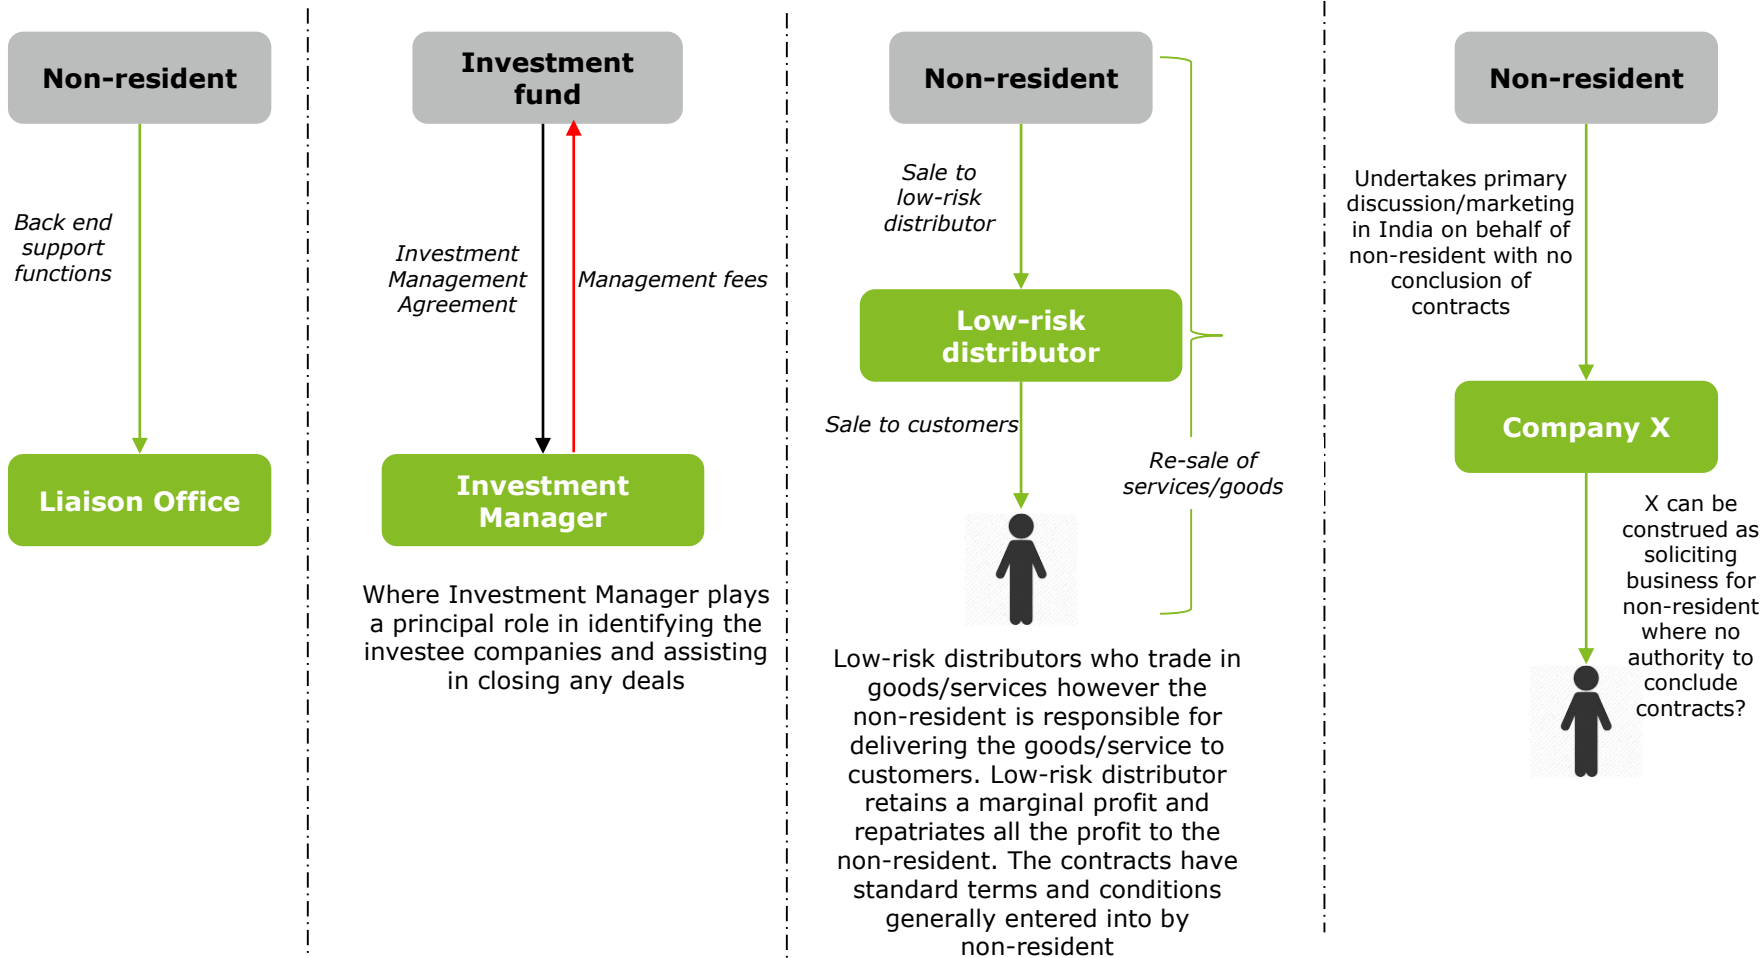 Non-resident
Back end
support
functions
Liaison Office
Investment
fund
Investment
Management
Agreement
Management fees
Investment
Manager
Where Investment Manager plays
a principal role in identifying the
investee companies and assisting
in closing any deals
Non-resident
Sale to
low-risk
distributor
Low-risk
distributor
Sale to customers
Re-sale of
services/goods
Low-risk distributors who trade in
goods/services however the
non-resident is responsible for
delivering the goods/service to
customers. Low-risk distributor
retains a marginal profit and
repatriates all the profit to the
non-resident. The contracts have
standard terms and conditions
generally entered into by
non-resident
Non-resident
Undertakes primary
discussion/marketing
in India on behalf of
non-resident with no
conclusion of
contracts
Company X
X can be
construed as
soliciting
business for
non-resident
where no
authority to
conclude
contracts?